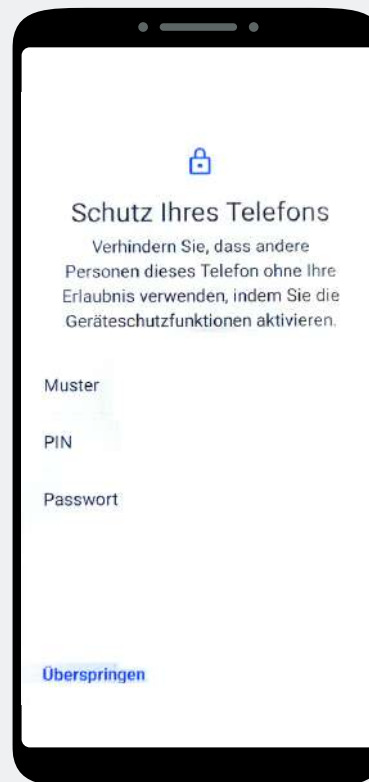 Schutz Ihres Telefons
Verhindern Sie, dass andere
Personen dieses Telefon ohne Ihre
Erlaubnis verwenden, indem Sie die
Geräteschutzfunktionen aktivieren.
Muster
PIN
Passwort
Überspringen